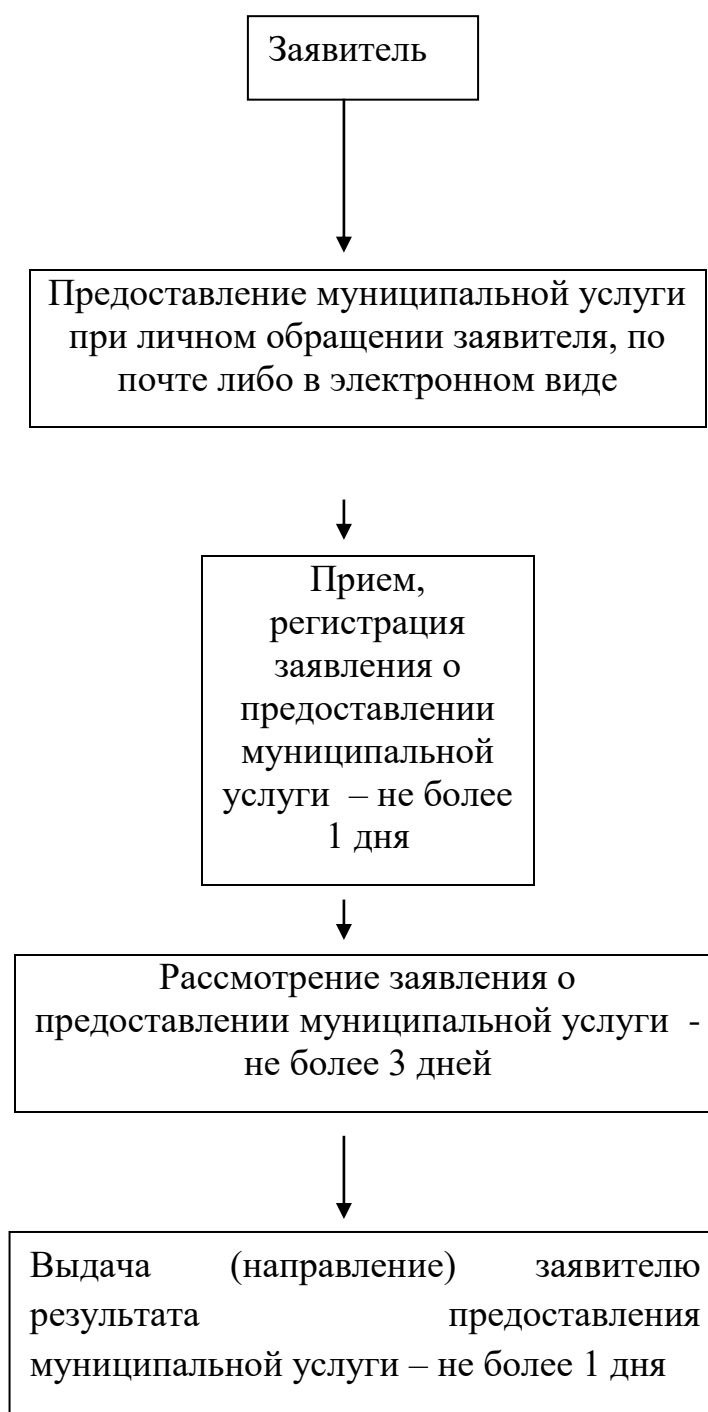 Заявитель
Предоставление муниципальной услуги
при личном обращении заявителя, по
почте либо в электронном виде
Прием,
регистрация
заявления о
предоставлении
муниципальной
услуги – не более
1 дня
Рассмотрение заявления о
предоставлении муниципальной услуги -
не более 3 дней
Выдача (направление) заявителю
результата предоставления
муниципальной услуги – не более 1 дня